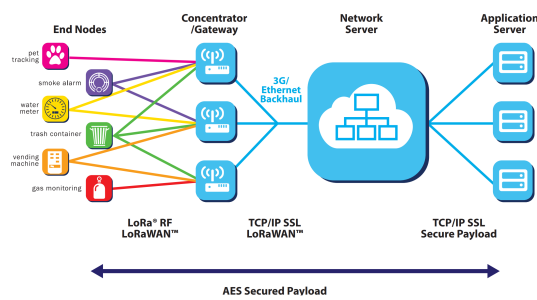 End Nodes
Concentrator
/Gateway
Network
Server
Application
Server
pet
tracking
smoke alarm
water
meter
trash container
vending
machine
gas monitoring
3G/
Ethernet
Backhaul
LoRa® RF
LoRaWAN™
TCP/IP SSL
LoRaWAN™
TCP/IP SSL
Secure Payload
AES Secured Payload